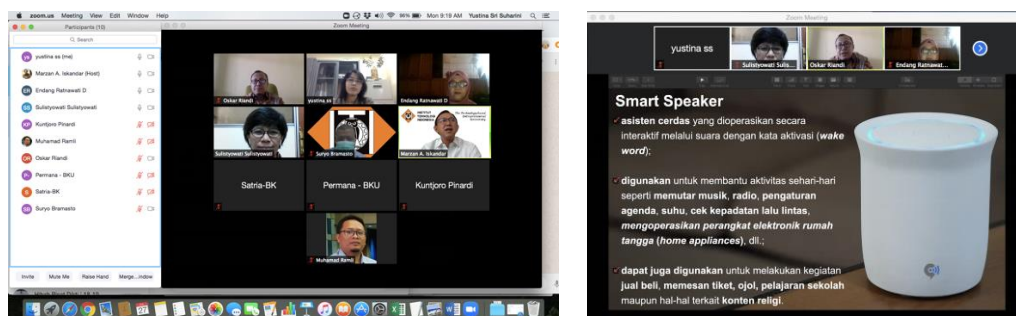 zoom.us Meeting View Edit Window Help
96% Mon 9:19 AM Yustina Sri Suharini
Participants (10)
Zoom Meeting
Search
yustina ss (me)
Marzan A. Iskandar (Host)
Endang Ratnawati D
Sulistyowati Sulistyowati
Kuntjoro Pinardi
Muhamad Ramli
Oskar Riandi
Permana - BKU
Satria-BK
Suryo Bramasto
Invite Mute Me Raise Hand Merge...indow
Oskar Riandi
yustina ss
Endang Ratnawati D
Sulistyowati Sulistyowati
Suryo Bramasto
INSTITUT
TEKNOLOGI
INDONESIA
Marzan A. Iskandar
Satria-BK
Permana - BKU
Kuntjoro Pinardi
Muhamad Ramli
Zoom Meeting
yustina ss
Sulistyowati Sulis...
Oskar Riandi
Endang Ratnawat...
Smart Speaker
asisten cerdas yang dioperasikan secara
interaktif melalui suara dengan kata aktivasi (wake
word);
digunakan untuk membantu aktivitas sehari-hari
seperti memutar musik, radio, pengaturan
agenda, suhu, cek kepadatan lalu lintas,
mengoperasikan perangkat elektronik rumah
tangga (home appliances), dll.;
dapat juga digunakan untuk melakukan kegiatan
jual beli, memesan tiket, ojol, pelajaran sekolah
maupun hal-hal terkait konten religi.